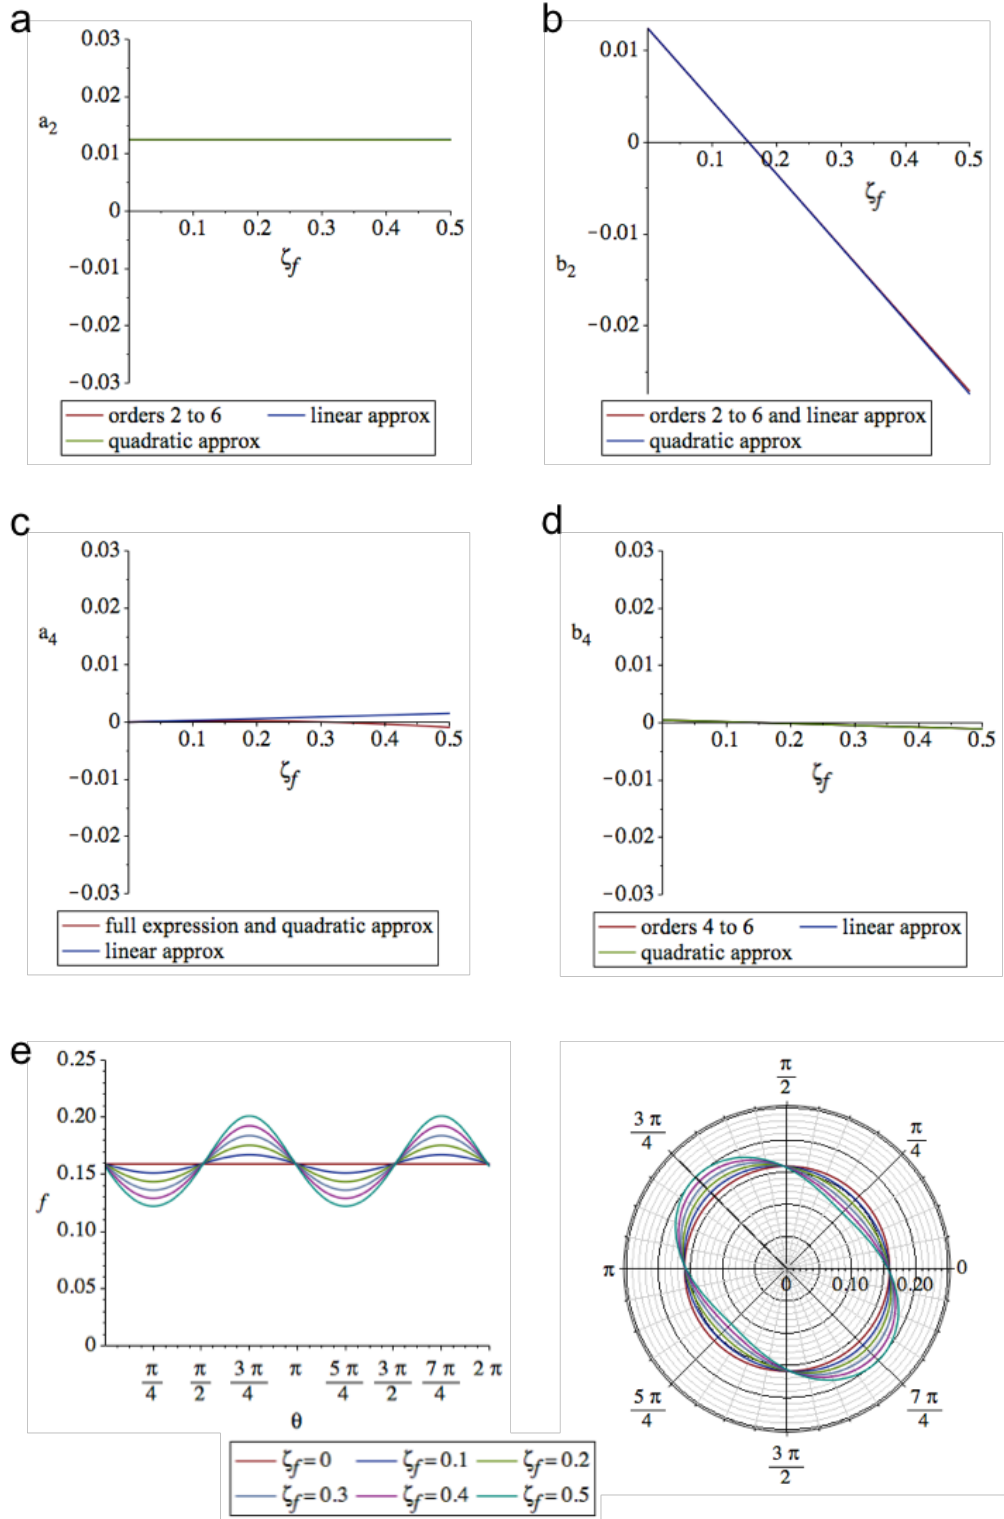 a
0.03
0.02
a2
0.01
0
0.1 0.2 0.3 0.4 0.5
ζf
−0.01
−0.02
−0.03
orders 2 to 6 linear approx
quadratic approx
b
0.01
0
0.1 0.2 0.3 0.4 0.5
ζf
−0.01
b2
−0.02
orders 2 to 6 and linear approx
quadratic approx
c
0.03
0.02
a4
0.01
0
0.1 0.2 0.3 0.4 0.5
ζf
−0.01
−0.02
−0.03
full expression and quadratic approx
linear approx
d
0.03
0.02
b4
0.01
0
0.1 0.2 0.3 0.4 0.5
ζf
−0.01
−0.02
−0.03
orders 4 to 6 linear approx
quadratic approx
e
0.25
0.20
0.15
f
0.10
0.05
0
π/4 π/2 3π/4 π 5π/4 3π/2 7π/4 2π
θ
π/2
3π/4 π/4
π 0 0.10 0.20 0
5π/4 7π/4
3π/2
ζf=0 ζf=0.1 ζf=0.2
ζf=0.3 ζf=0.4 ζf=0.5